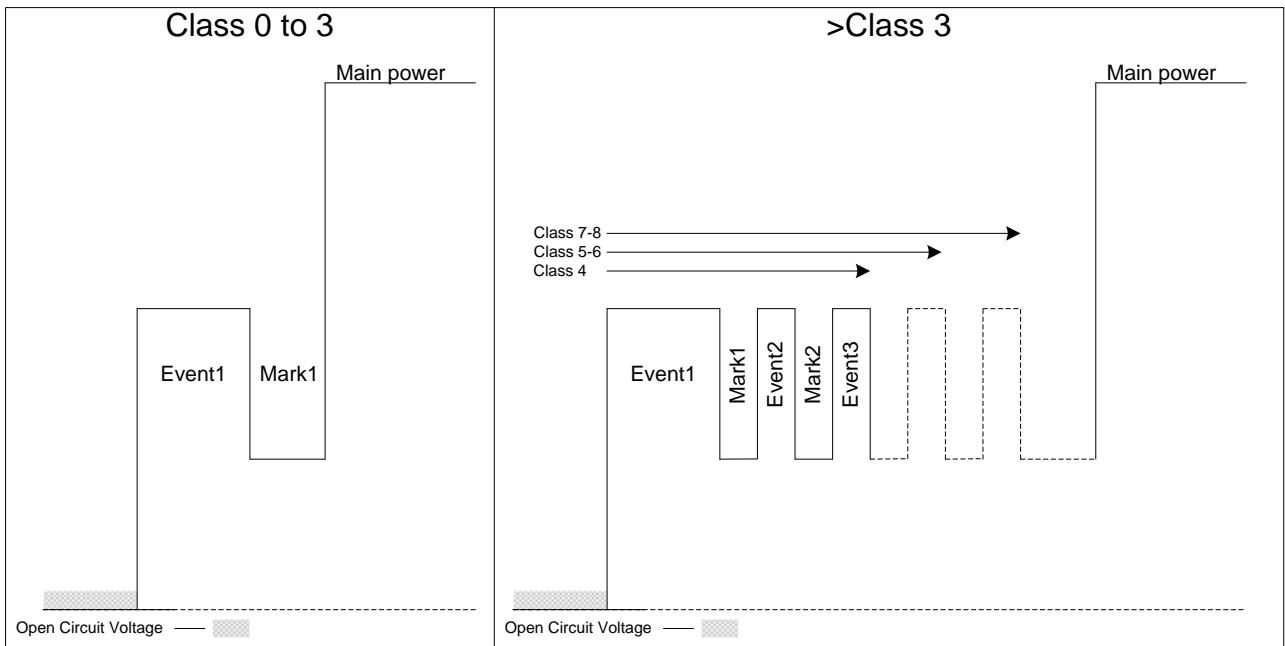 Class 0 to 3
Main power
Event1
Mark1
Open Circuit Voltage
>Class 3
Main power
Class 7-8
Class 5-6
Class 4
Event1
Mark1
Event2
Mark2
Event3
Open Circuit Voltage